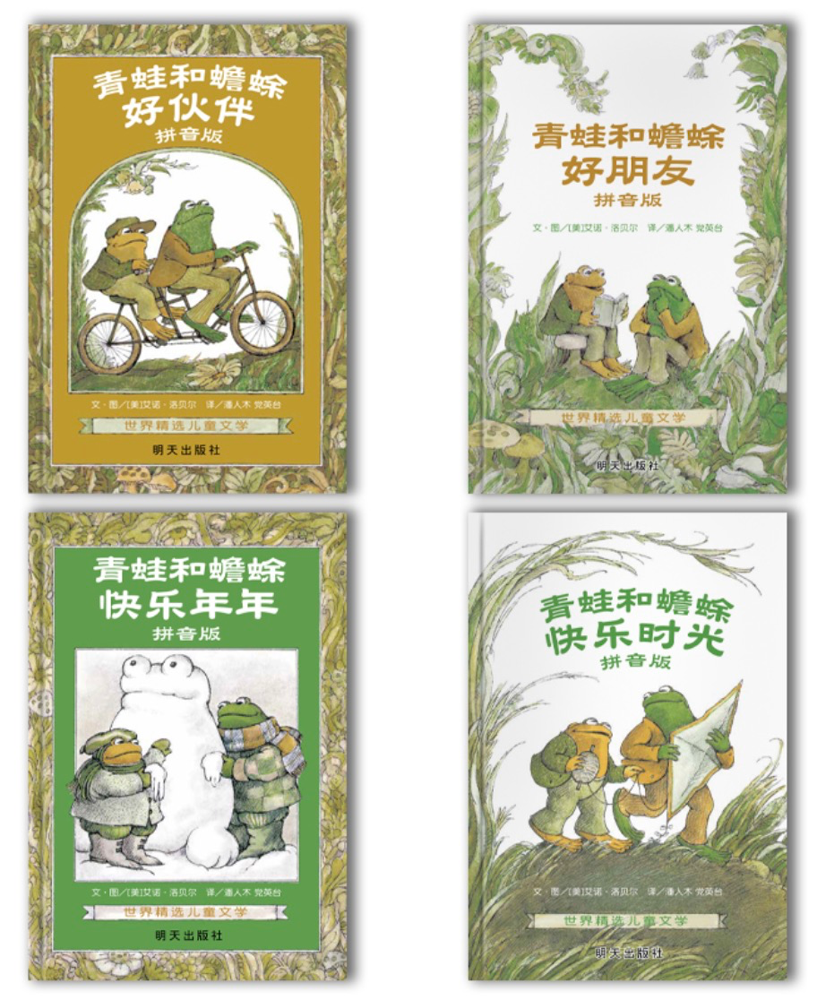 青蛙和蟾蜍
好伙伴
拼音版
文·图/[美]艾诺·洛贝尔 译/潘人木 党英台
世界精选儿童文学
明天出版社
青蛙和蟾蜍
好朋友
拼音版
文·图/[美]艾诺·洛贝尔 译/潘人木 党英台
世界精选儿童文学
明天出版社
青蛙和蟾蜍
快乐年年
拼音版
文·图/[美]艾诺·洛贝尔 译/潘人木 党英台
世界精选儿童文学
明天出版社
青蛙和蟾蜍
快乐时光
拼音版
文·图/[美]艾诺·洛贝尔 译/潘人木 党英台
世界精选儿童文学
明天出版社